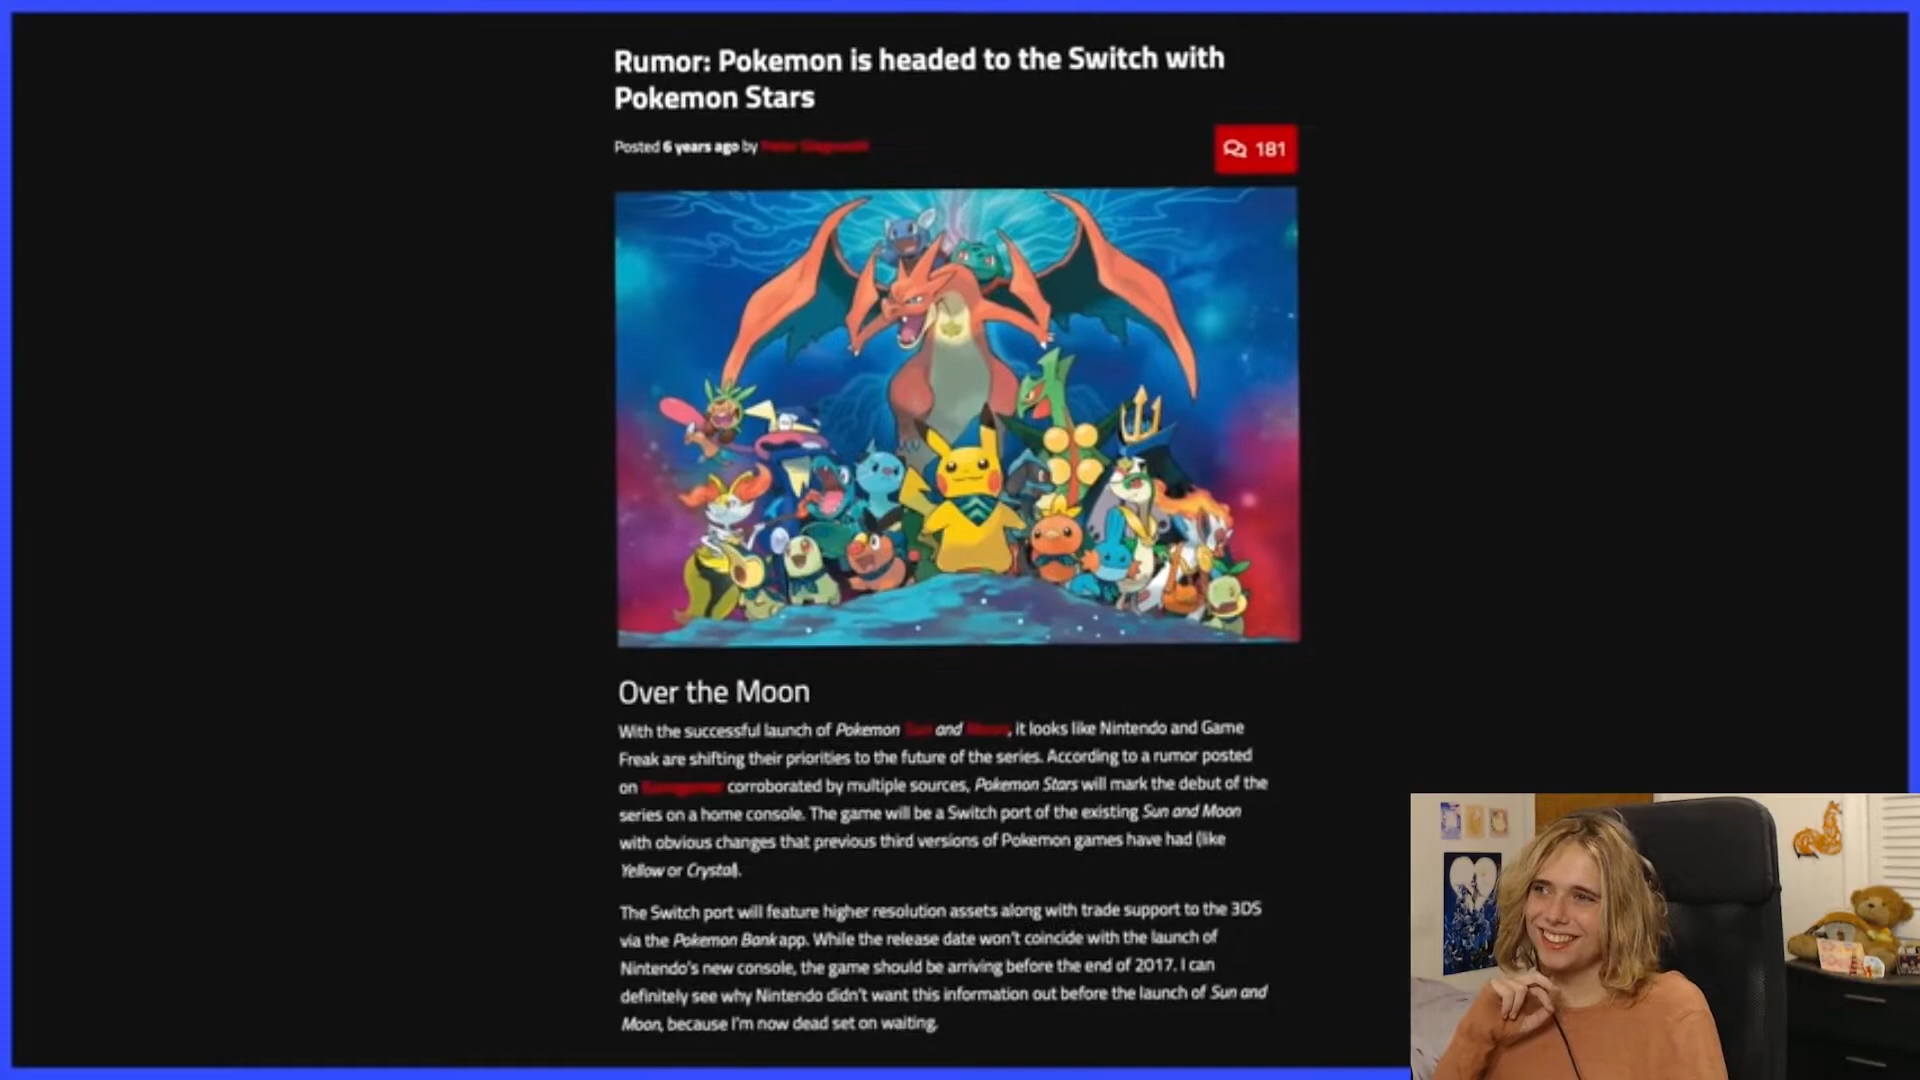 Rumor: Pokemon is headed to the Switch with
Pokemon Stars
Posted 6 years ago by
181
Over the Moon
With the successful launch of Pokemon and , it looks like Nintendo and Game
Freak are shifting their priorities to the future of the series. According to a rumor posted
on corroborated by multiple sources, Pokemon Stars will mark the debut of the
series on a home console. The game will be a Switch port of the existing Sun and Moon
with obvious changes that previous third versions of Pokemon games have had (like
Yellow or Crystal).
The Switch port will feature higher resolution assets along with trade support to the 3DS
via the Pokemon Bank app. While the release date won't coincide with the launch of
Nintendo's new console, the game should be arriving before the end of 2017. I can
definitely see why Nintendo didn't want this information out before the launch of Sun and
Moon, because I'm now dead set on waiting.